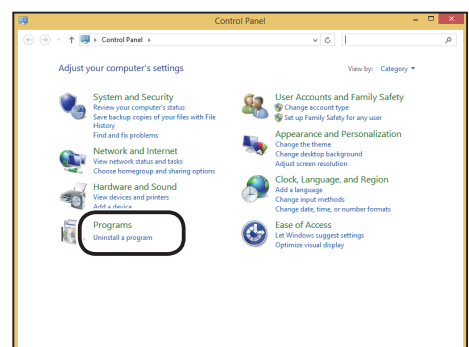 Control Panel
Control Panel
Adjust your computer's settings
View by: Category
System and Security
Review your computer's status
Save backup copies of your files with File
History
Find and fix problems
Network and Internet
View network status and tasks
Choose homegroup and sharing options
Hardware and Sound
View devices and printers
Add a device
Programs
Uninstall a program
User Accounts and Family Safety
Change account type
Set up Family Safety for any user
Appearance and Personalization
Change the theme
Change desktop background
Adjust screen resolution
Clock, Language, and Region
Add a language
Change input methods
Change date, time, or number formats
Ease of Access
Let Windows suggest settings
Optimize visual display